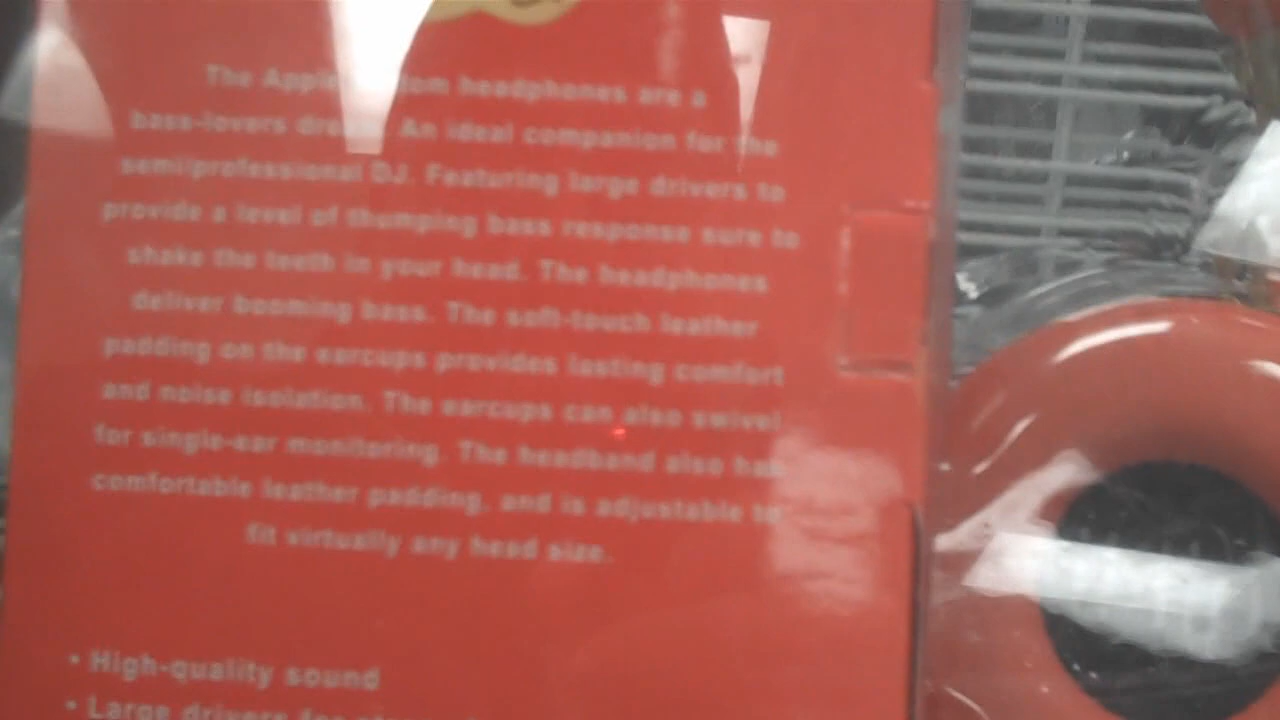 The headphones are a
bass-lovers An ideal companion for the
semi/professional DJ. Featuring large drivers to
provide a level of thumping bass response sure to
shake the teeth in your head. The headphones
deliver booming bass. The soft-touch leather
padding on the earcups provides lasting comfort
and noise isolation. The earcups can also swivel
for single-ear monitoring. The headband also has
comfortable leather padding, and is adjustable to
fit virtually any head size.
• High-quality sound
• Large drivers for